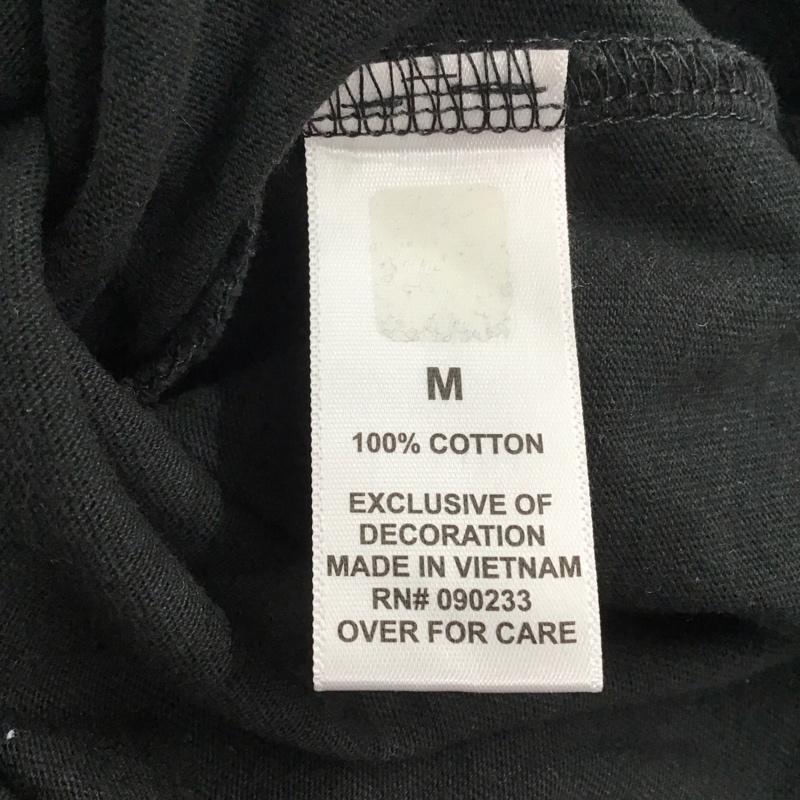 M
100% COTTON
EXCLUSIVE OF
DECORATION
MADE IN VIETNAM
RN# 090233
OVER FOR CARE